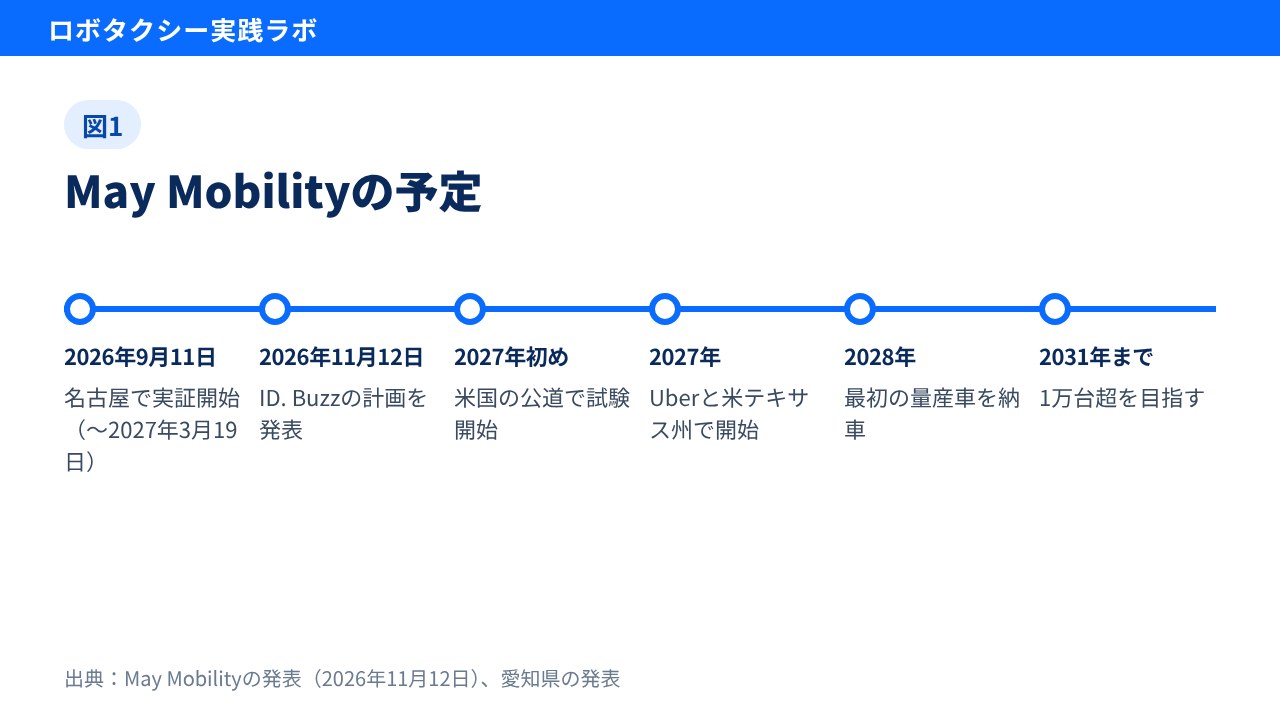 ロボタクシー実践ラボ
図1
May Mobilityの予定
2026年9月11日
名古屋で実証開始
（～2027年3月19
日）
2026年11月12日
ID. Buzzの計画を
発表
2027年初め
米国の公道で試験
開始
2027年
Uberと米テキサ
ス州で開始
2028年
最初の量産車を納
車
2031年まで
1万台超を目指す
出典：May Mobilityの発表（2026年11月12日）、愛知県の発表